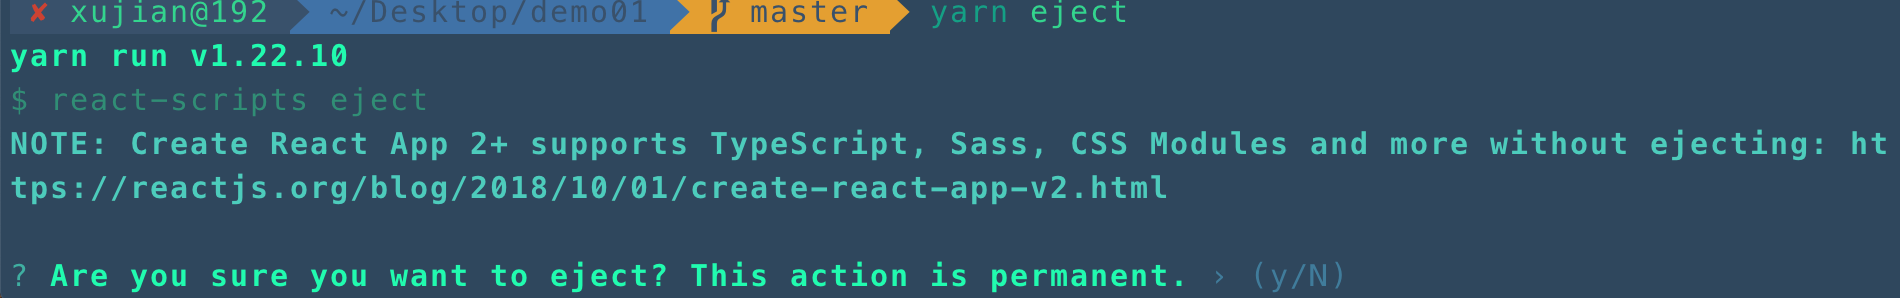 ✘ xujian@192 ~/Desktop/demo01 master yarn eject
yarn run v1.22.10
$ react-scripts eject
NOTE: Create React App 2+ supports TypeScript, Sass, CSS Modules and more without ejecting: ht
tps://reactjs.org/blog/2018/10/01/create-react-app-v2.html
? Are you sure you want to eject? This action is permanent. › (y/N)